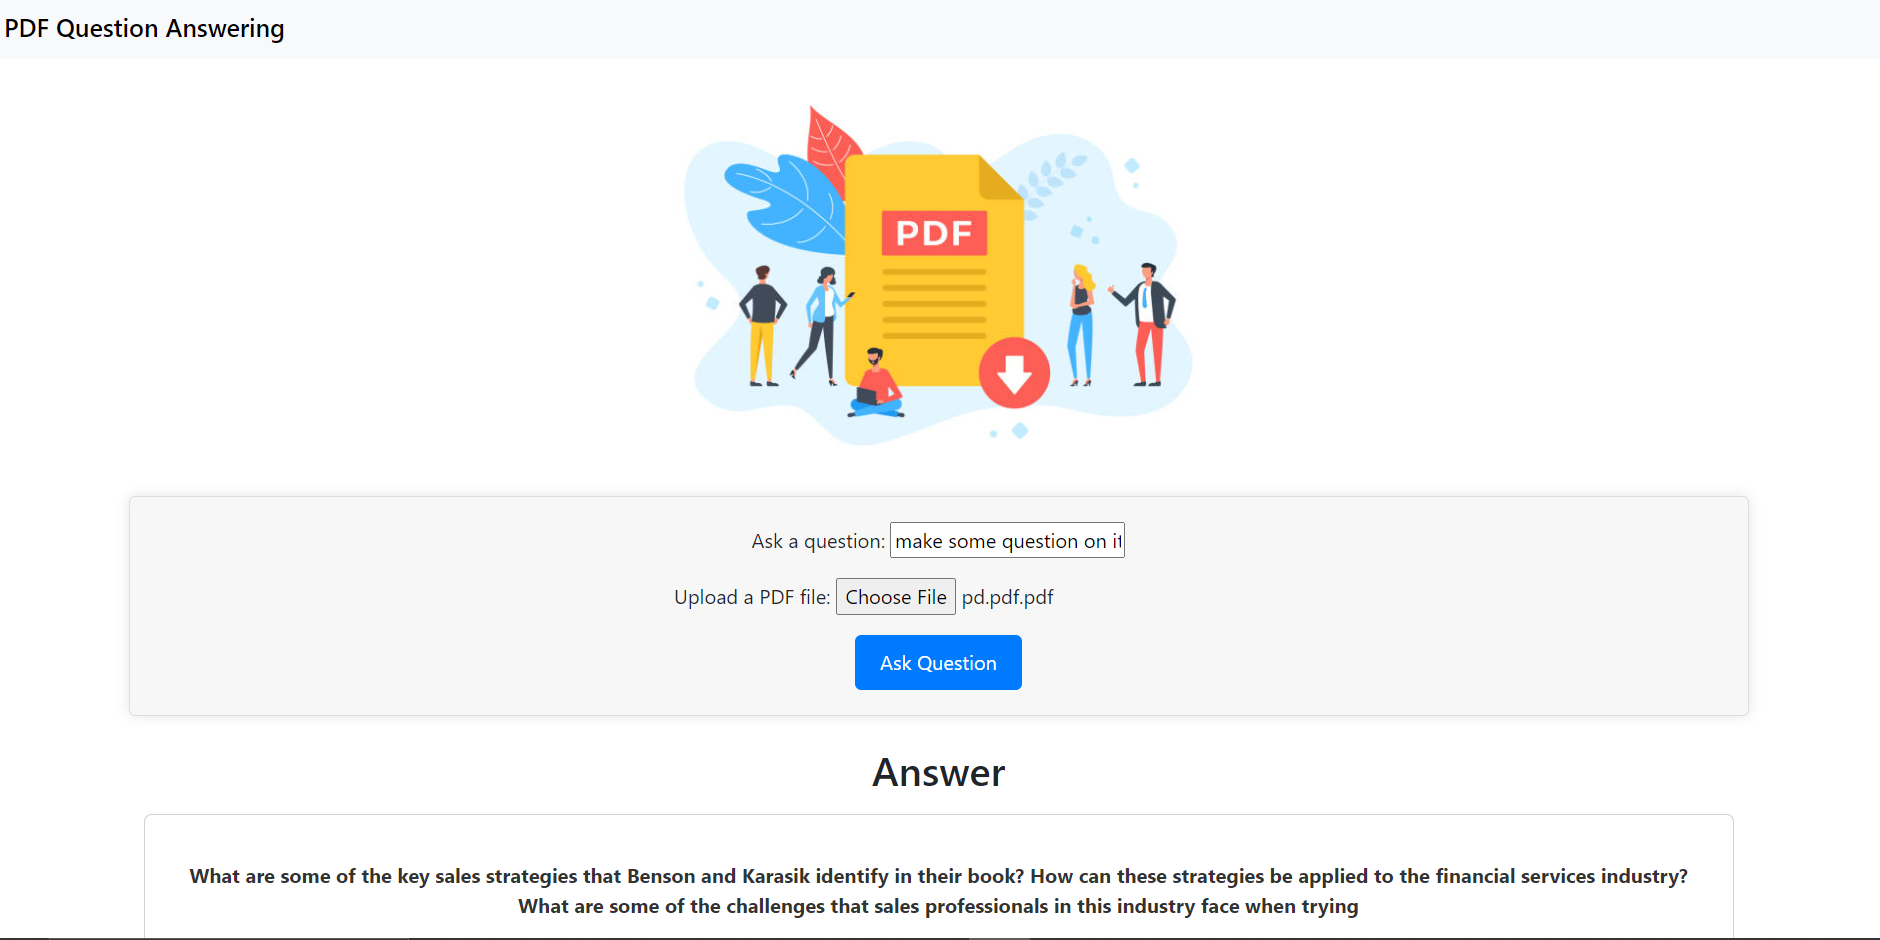 PDF Question Answering
PDF
Ask a question: make some question on it
Upload a PDF file: Choose File pd.pdf.pdf
Ask Question
Answer
What are some of the key sales strategies that Benson and Karasik identify in their book? How can these strategies be applied to the financial services industry?
What are some of the challenges that sales professionals in this industry face when trying